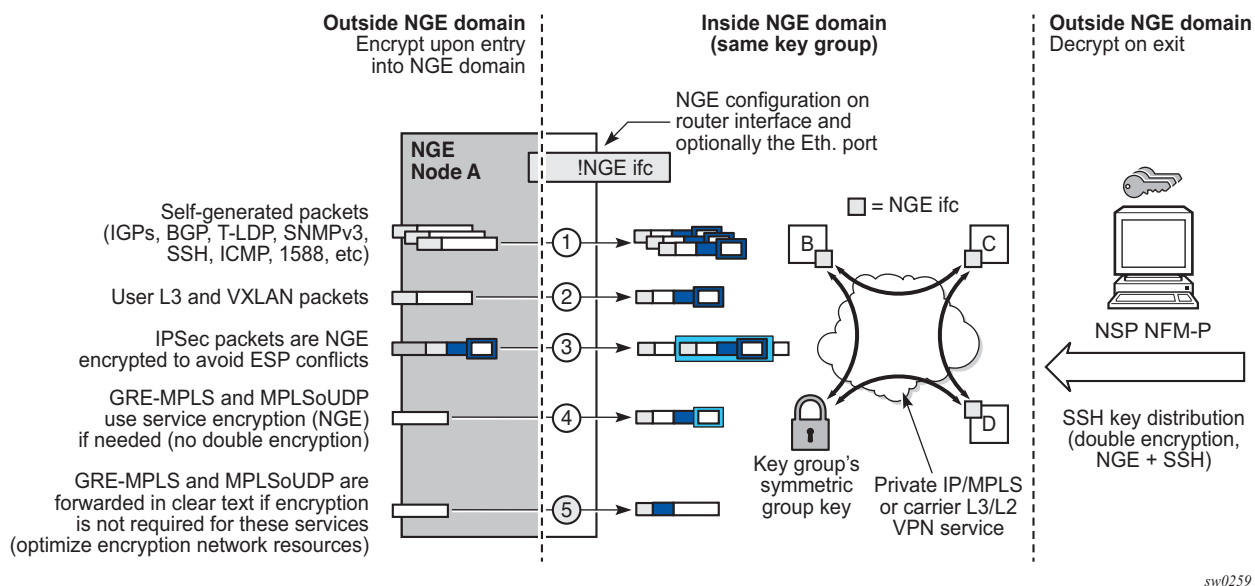 Outside NGE domain
Encrypt upon entry
into NGE domain
Inside NGE domain
(same key group)
Outside NGE domain
Decrypt on exit
NGE configuration on
router interface and
optionally the Eth. port
NGE
Node A
!NGE ifc
= NGE ifc
Self-generated packets
(IGPs, BGP, T-LDP, SNMPv3,
SSH, ICMP, 1588, etc)
1
User L3 and VXLAN packets
2
IPSec packets are NGE
encrypted to avoid ESP conflicts
3
GRE-MPLS and MPLSoUDP
use service encryption (NGE)
if needed (no double encryption)
4
GRE-MPLS and MPLSoUDP are
forwarded in clear text if encryption
is not required for these services
(optimize encryption network resources)
5
B
C
D
Key group's
symmetric
group key
Private IP/MPLS
or carrier L3/L2
VPN service
NSP NFM-P
SSH key distribution
(double encryption,
NGE + SSH)
sw0259